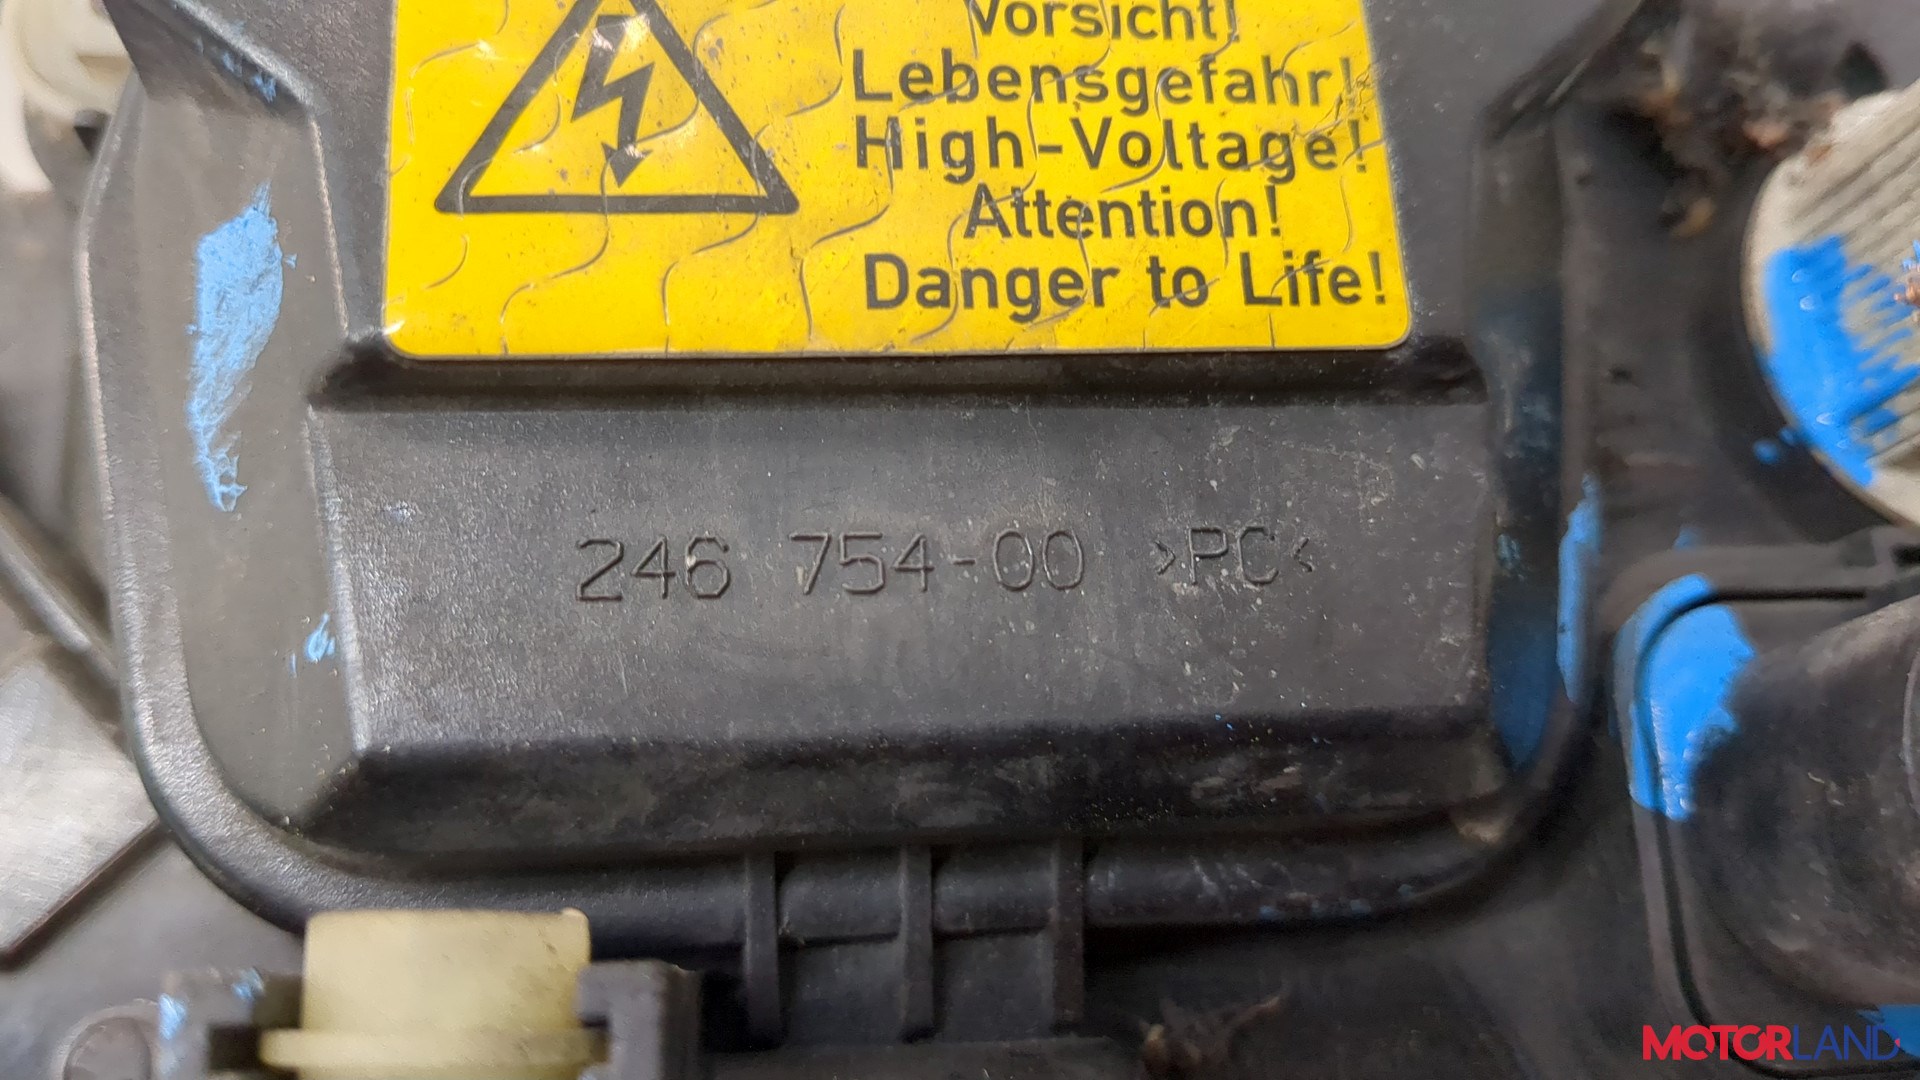 Vorsicht!
Lebensgefahr!
High-Voltage!
Attention!
Danger to Life!
246 754-00 >PC<
MOTORLAND